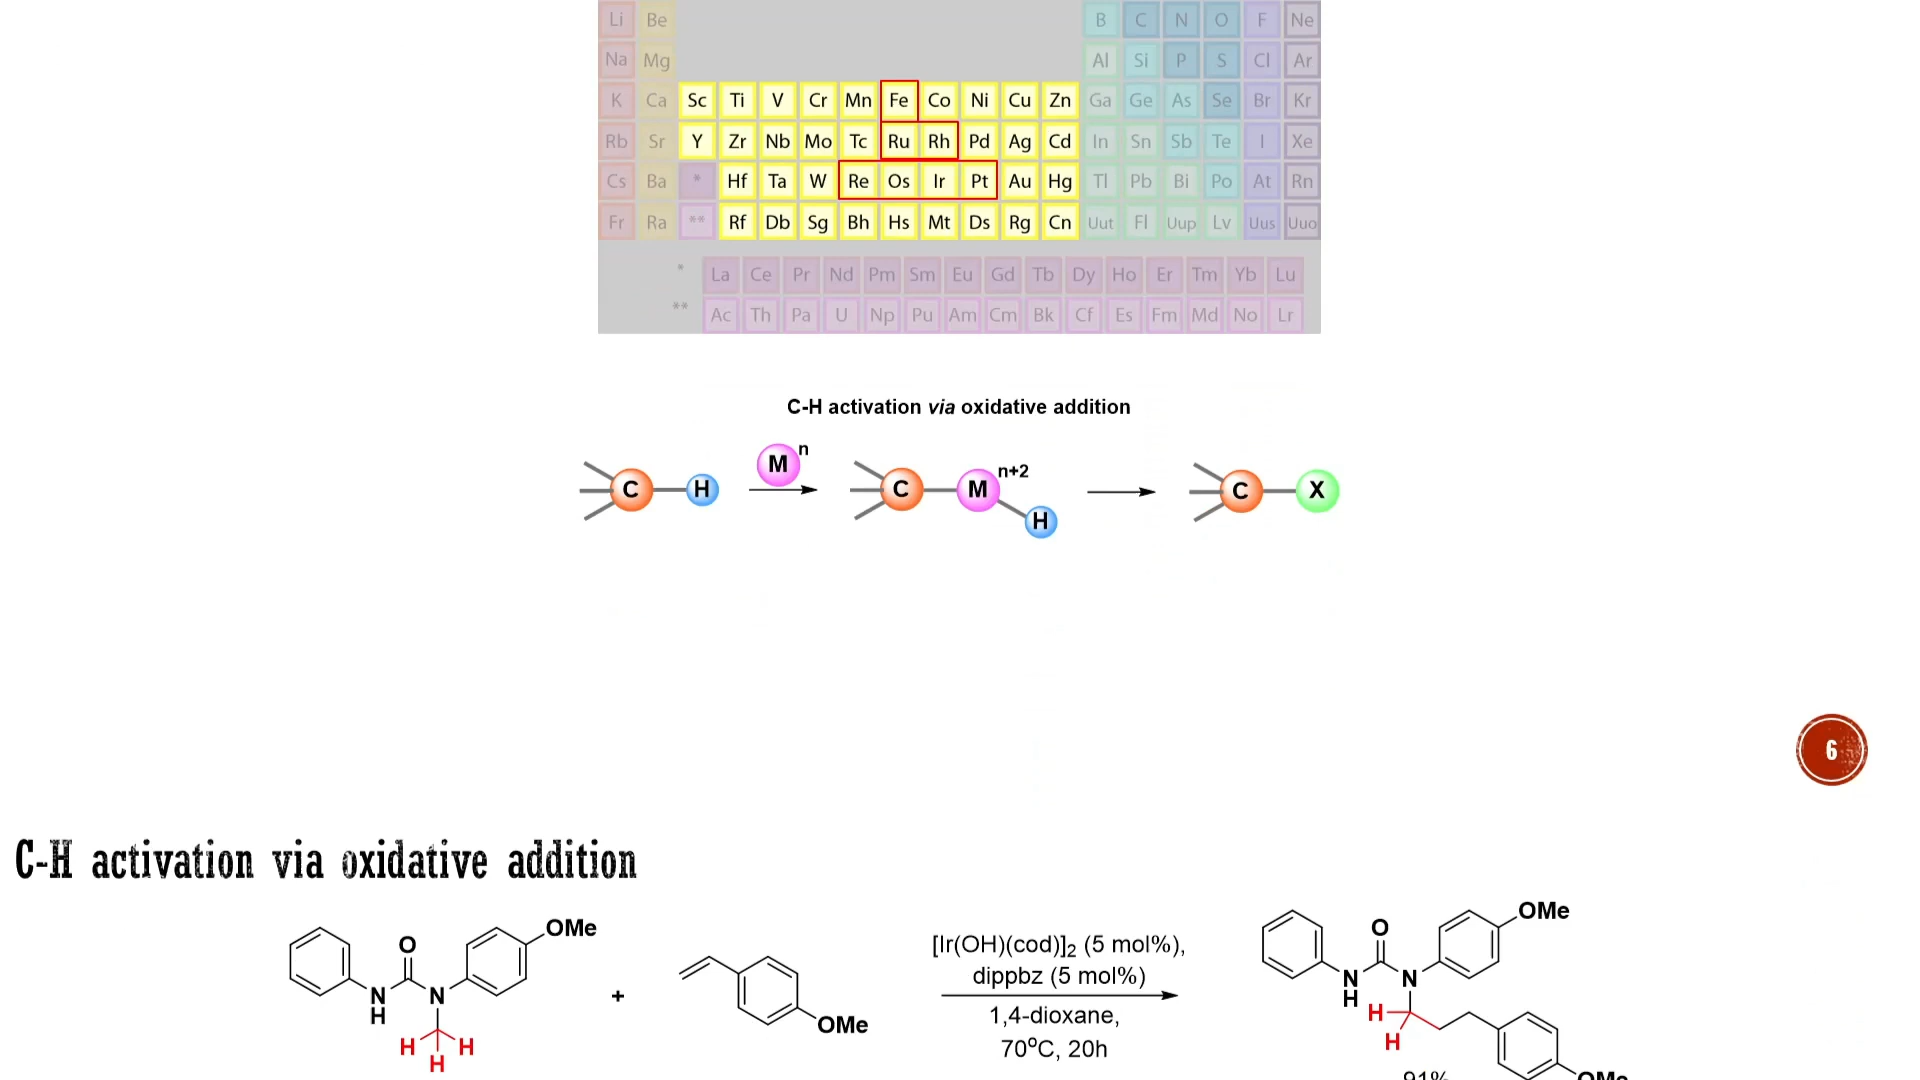 Li Be B C N O F Ne
Na Mg Al Si P S Cl Ar
K Ca Sc Ti V Cr Mn Fe Co Ni Cu Zn Ga Ge As Se Br Kr
Rb Sr Y Zr Nb Mo Tc Ru Rh Pd Ag Cd In Sn Sb Te I Xe
Cs Ba * Hf Ta W Re Os Ir Pt Au Hg Tl Pb Bi Po At Rn
Fr Ra ** Rf Db Sg Bh Hs Mt Ds Rg Cn Uut Fl Uup Lv Uus Uuo
* La Ce Pr Nd Pm Sm Eu Gd Tb Dy Ho Er Tm Yb Lu
** Ac Th Pa U Np Pu Am Cm Bk Cf Es Fm Md No Lr
C-H activation via oxidative addition
C H M n C M n+2 H C X
6
C-H activation via oxidative addition
OMe
O
N
H
N
H H
H
+
OMe
[Ir(OH)(cod)]2 (5 mol%),
dippbz (5 mol%)
1,4-dioxane,
70ºC, 20h
OMe
O
N
H
N
H
H
OMe
91%